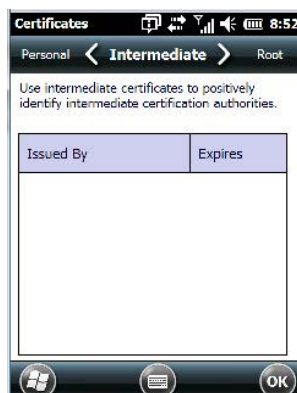 Certificates 8:52
Personal Intermediate Root
Use intermediate certificates to positively
identify intermediate certification authorities.
Issued By Expires
OK